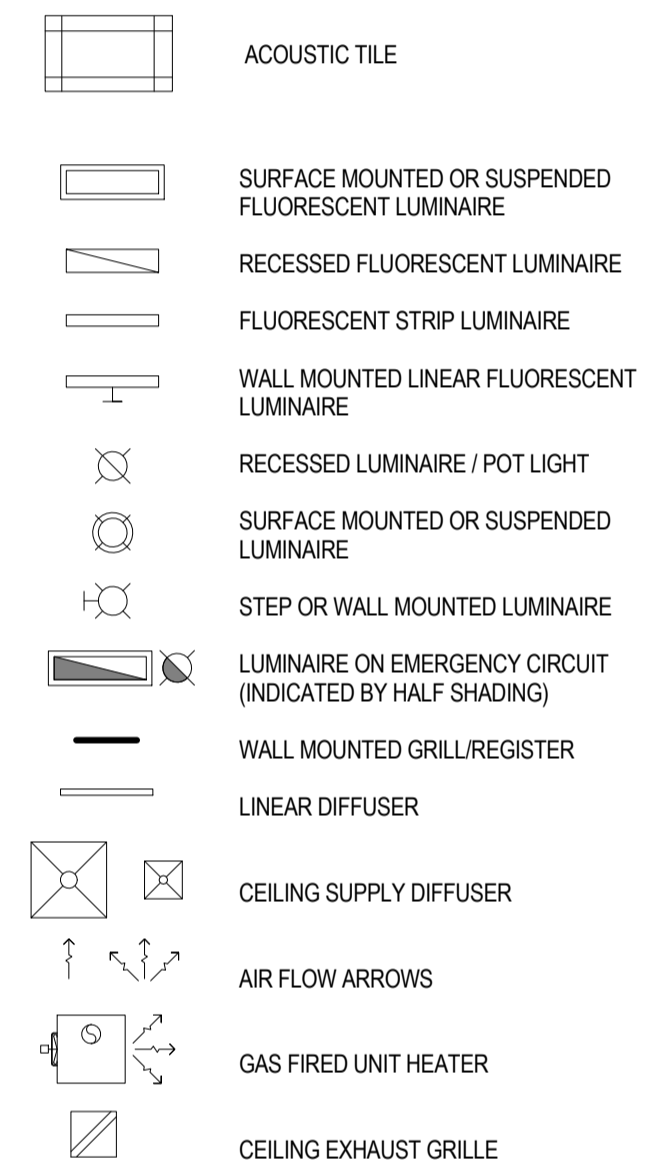 ACOUSTIC TILE
SURFACE MOUNTED OR SUSPENDED
FLUORESCENT LUMINAIRE
RECESSED FLUORESCENT LUMINAIRE
FLUORESCENT STRIP LUMINAIRE
WALL MOUNTED LINEAR FLUORESCENT
LUMINAIRE
RECESSED LUMINAIRE / POT LIGHT
SURFACE MOUNTED OR SUSPENDED
LUMINAIRE
STEP OR WALL MOUNTED LUMINAIRE
LUMINAIRE ON EMERGENCY CIRCUIT
(INDICATED BY HALF SHADING)
WALL MOUNTED GRILL/REGISTER
LINEAR DIFFUSER
CEILING SUPPLY DIFFUSER
AIR FLOW ARROWS
GAS FIRED UNIT HEATER
CEILING EXHAUST GRILLE